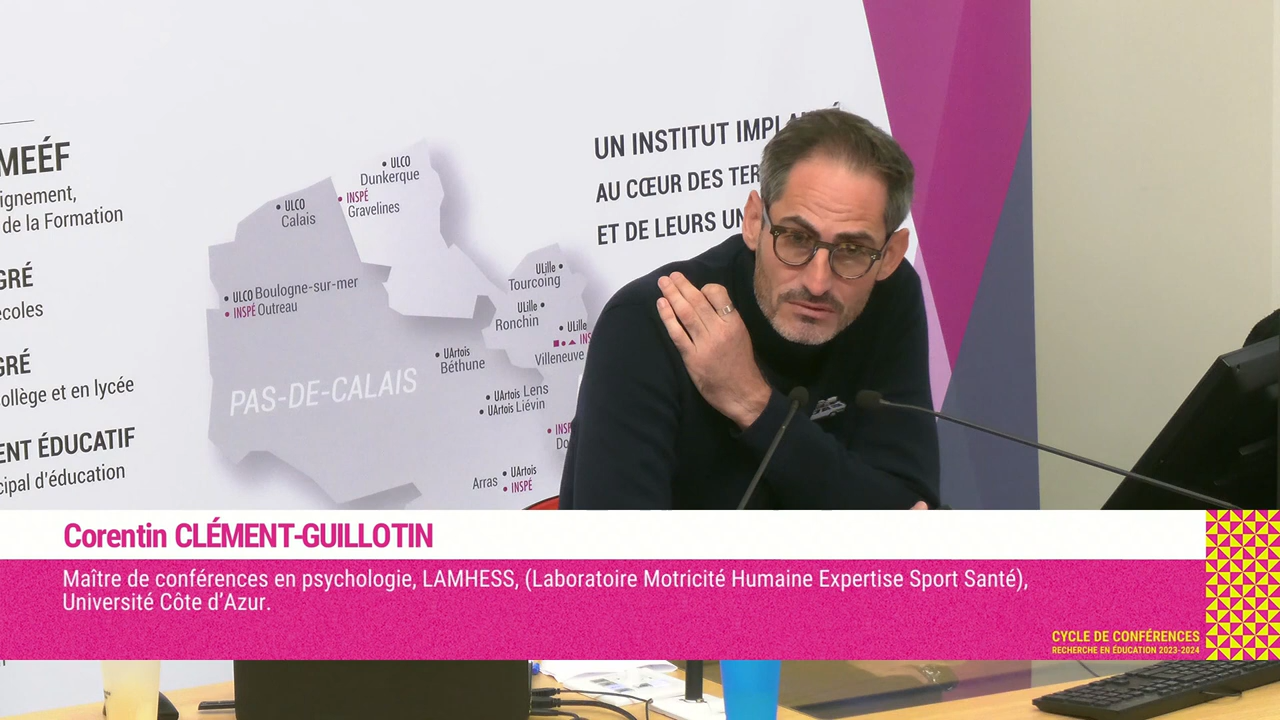 MEÉF
ignement,
de la Formation
GRÉ
écoles
GRÉ
ollège et en lycée
ENT ÉDUCATIF
cipal d'éducation
ULCO
Dunkerque
INSPÉ
Gravelines
ULCO
Calais
ULCO Boulogne-sur-mer
INSPÉ Outreau
ULille
Tourcoing
ULille
Ronchin
ULille
INS
Villeneuve
UArtois
Béthune
UArtois Lens
UArtois Liévin
INSP
Do
UArtois
Arras
INSPÉ
PAS-DE-CALAIS
UN INSTITUT IMPLA
AU CŒUR DES TER
ET DE LEURS UN
Corentin CLÉMENT-GUILLOTIN
Maître de conférences en psychologie, LAMHESS, (Laboratoire Motricité Humaine Expertise Sport Santé),
Université Côte d'Azur.
CYCLE DE CONFÉRENCES
RECHERCHE EN ÉDUCATION 2023-2024